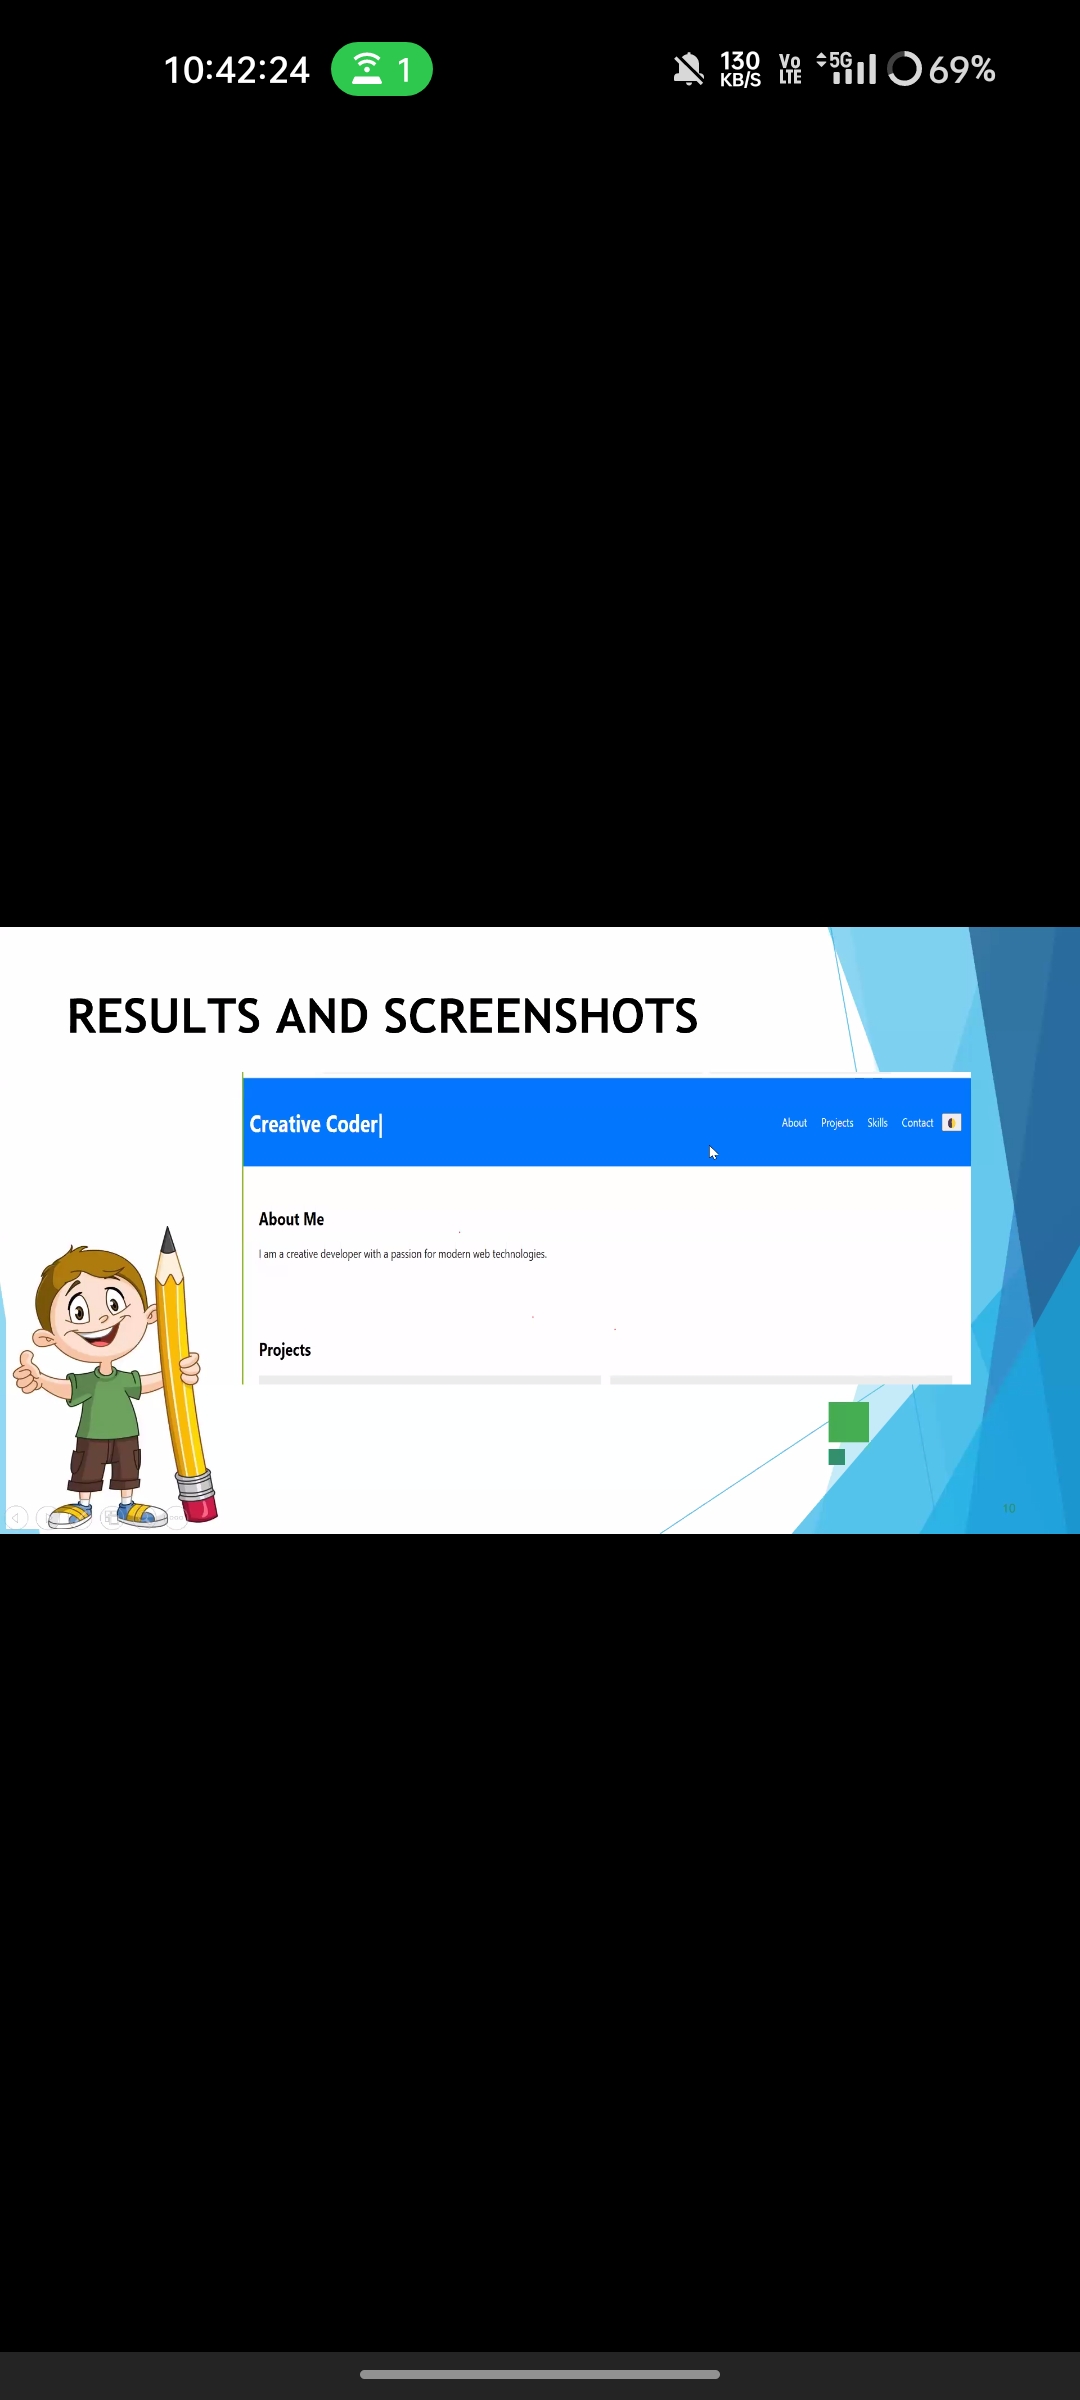 10:42:24 1 130 KB/S Vo LTE 5G 69%
RESULTS AND SCREENSHOTS
Creative Coder|
About Projects Skills Contact
About Me
I am a creative developer with a passion for modern web technologies.
Projects
10